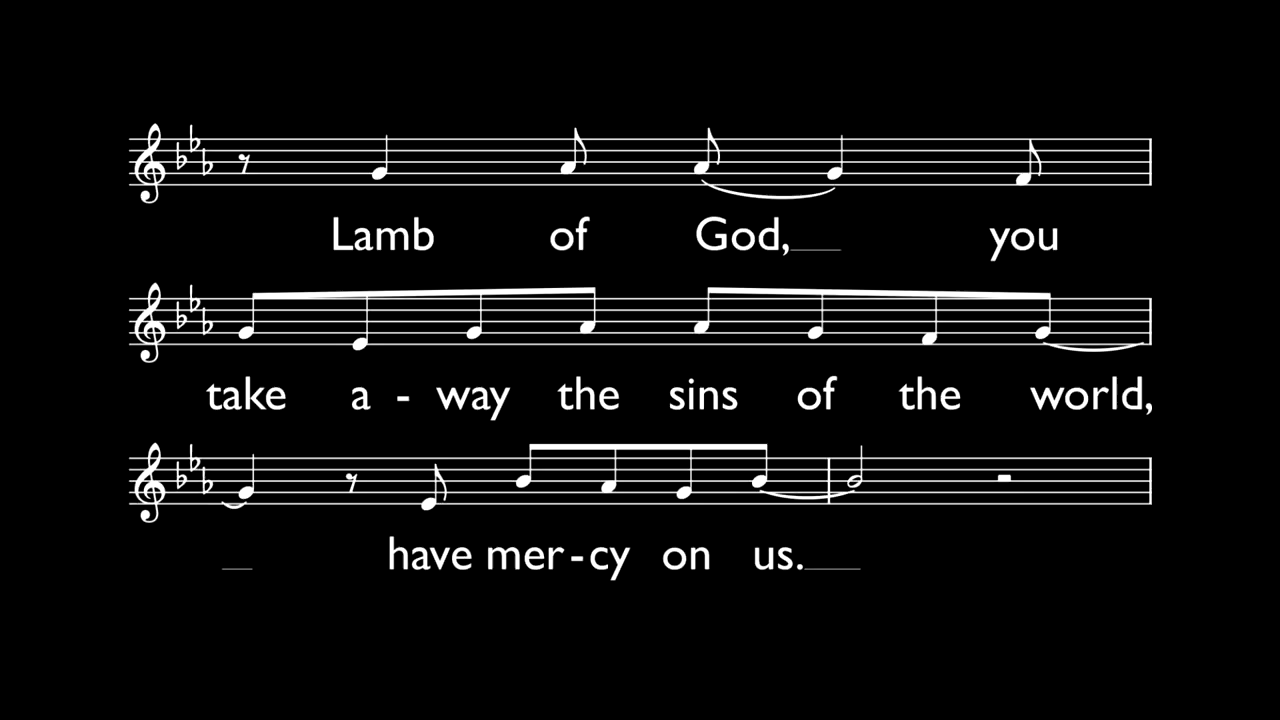 Lamb of God, you
take a - way the sins of the world,
have mer - cy on us.